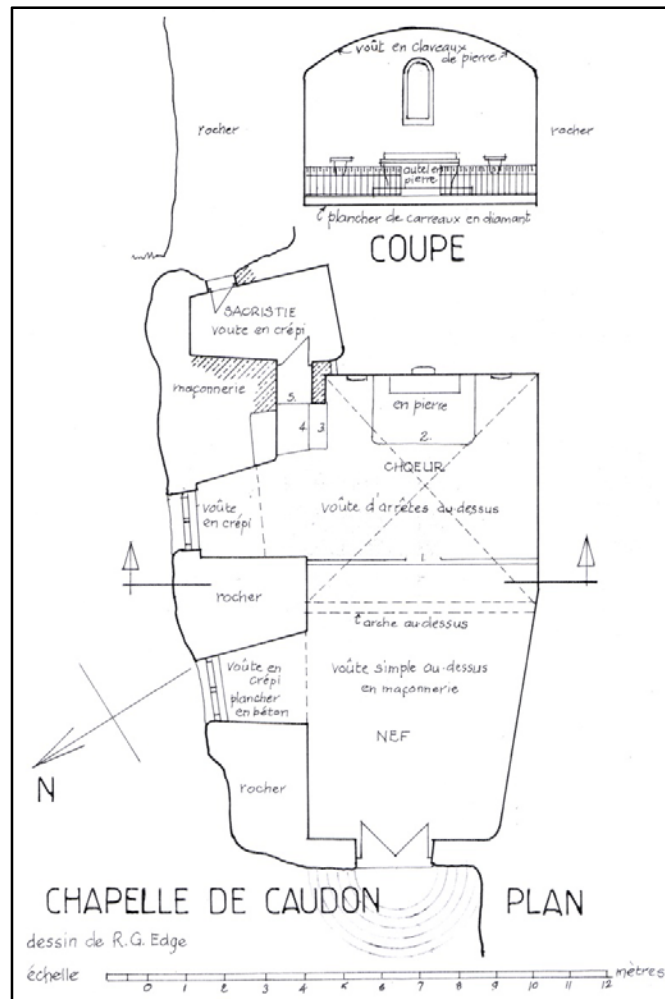 voût en claveaux
de pierre
rocher
rocher
autel en
pierre
plancher de carreaux en diamant
COUPE
SACRISTIE
voute en crépi
maçonnerie
5.
4.
3.
en pierre
2.
CHOEUR
voûte d'arrêtes au-dessus
voûte
en crépi
1.
rocher
arche au-dessus
voûte en
crépi
plancher
en béton
voûte simple au-dessus
en maçonnerie
NEF
N
rocher
CHAPELLE DE CAUDON
PLAN
dessin de R.G. Edge
échelle
0 1 2 3 4 5 6 7 8 9 10 11 12
mètres